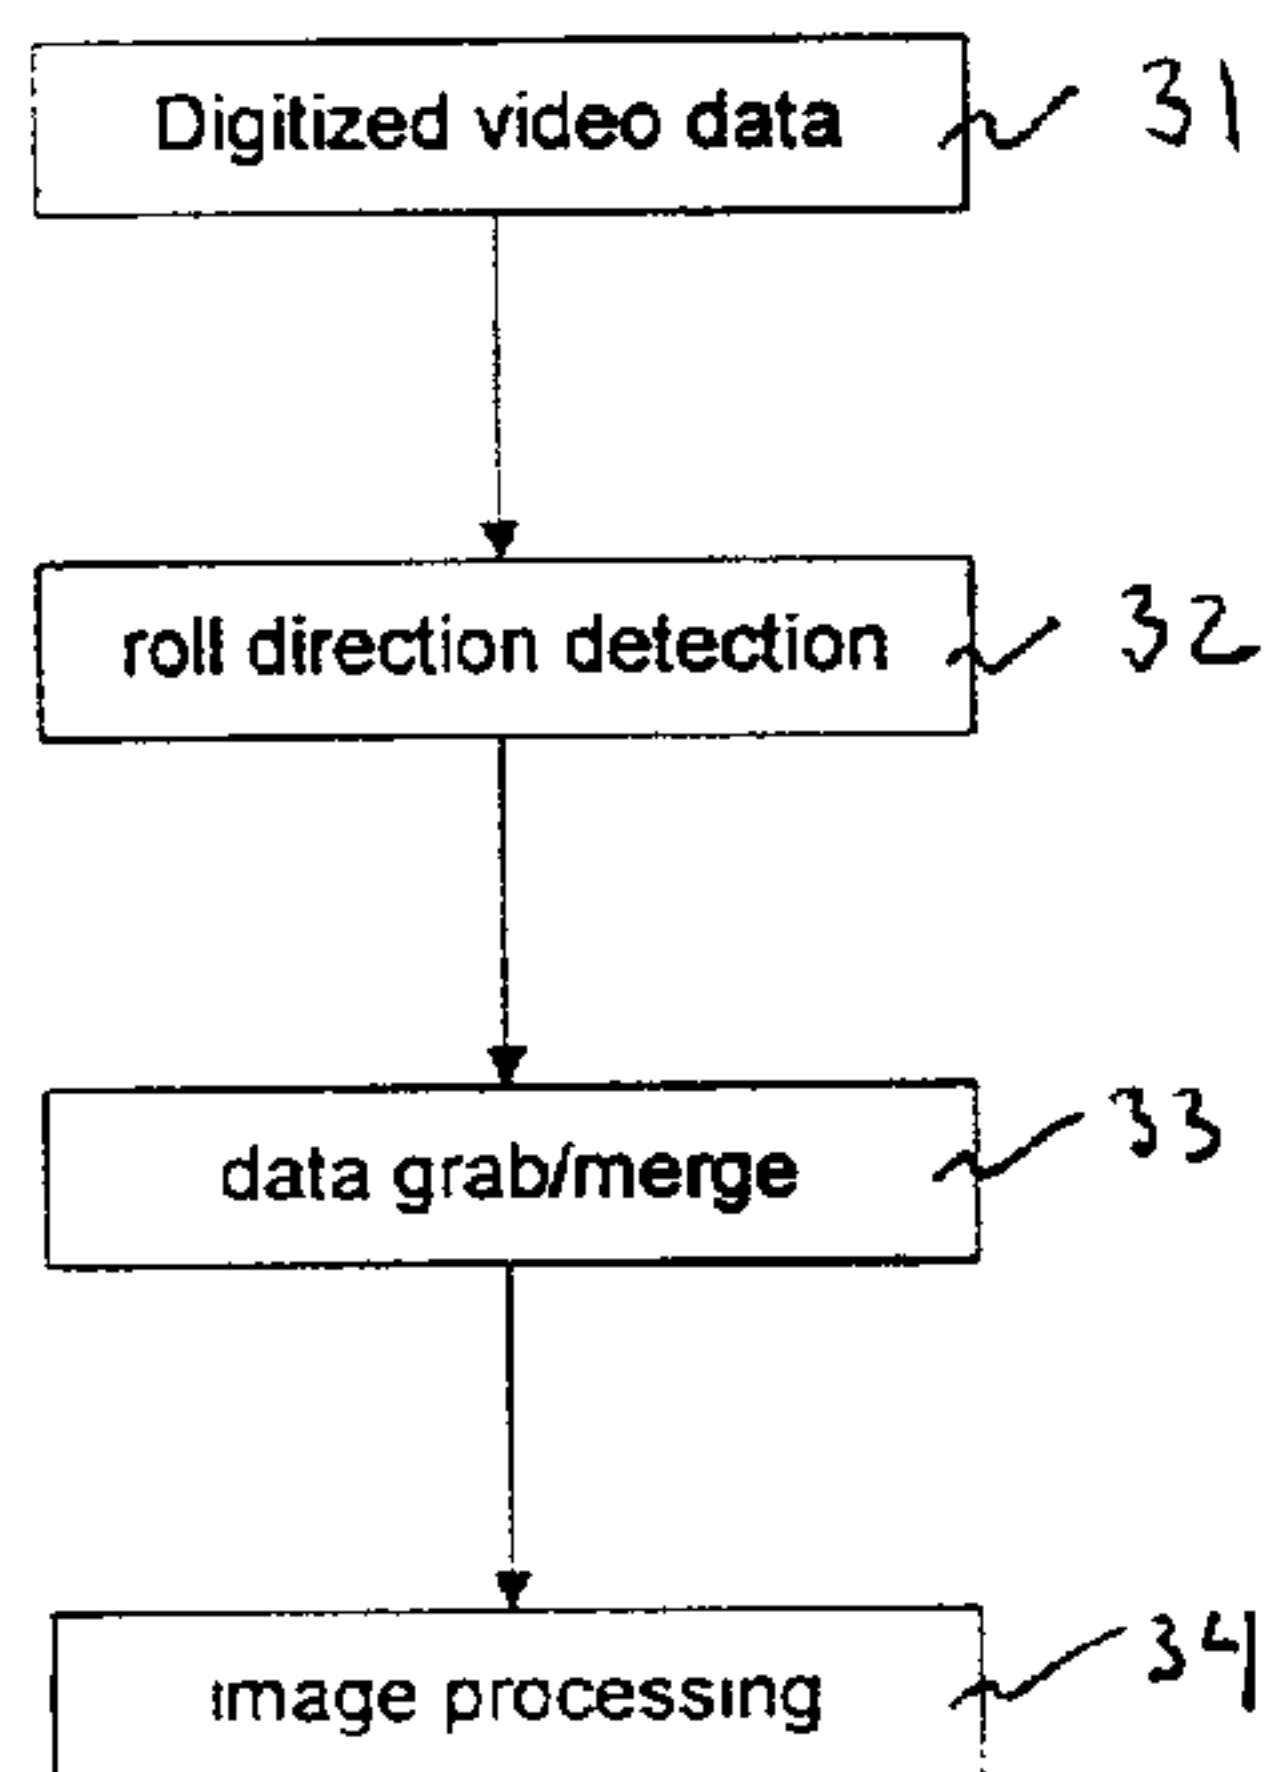 Digitized video data 31
roll direction detection 32
data grab/merge 33
image processing 34